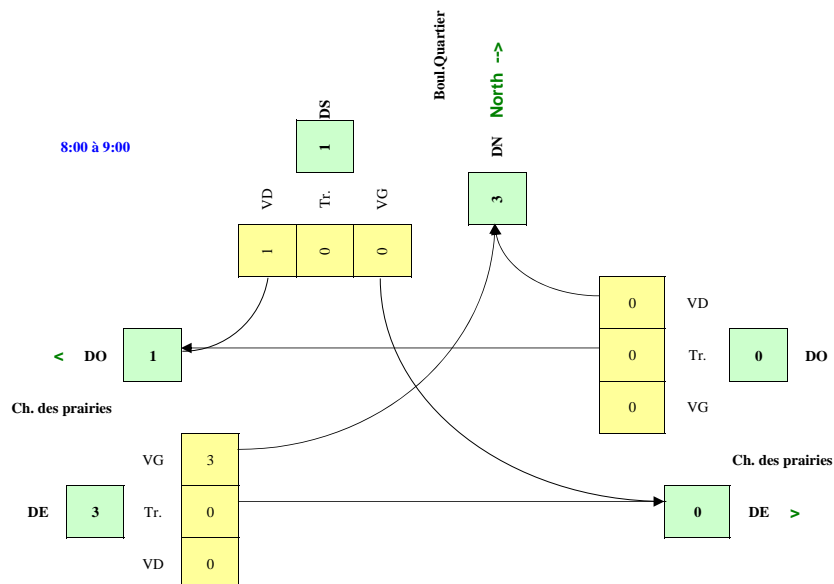 Boul.Quartier
North -->
DS
8:00 à 9:00
1
DN
VD
Tr.
VG
3
1
0
0
0
VD
< DO
1
0
Tr.
0
DO
Ch. des prairies
0
VG
VG
3
Ch. des prairies
DE
3
Tr.
0
0
DE >
VD
0